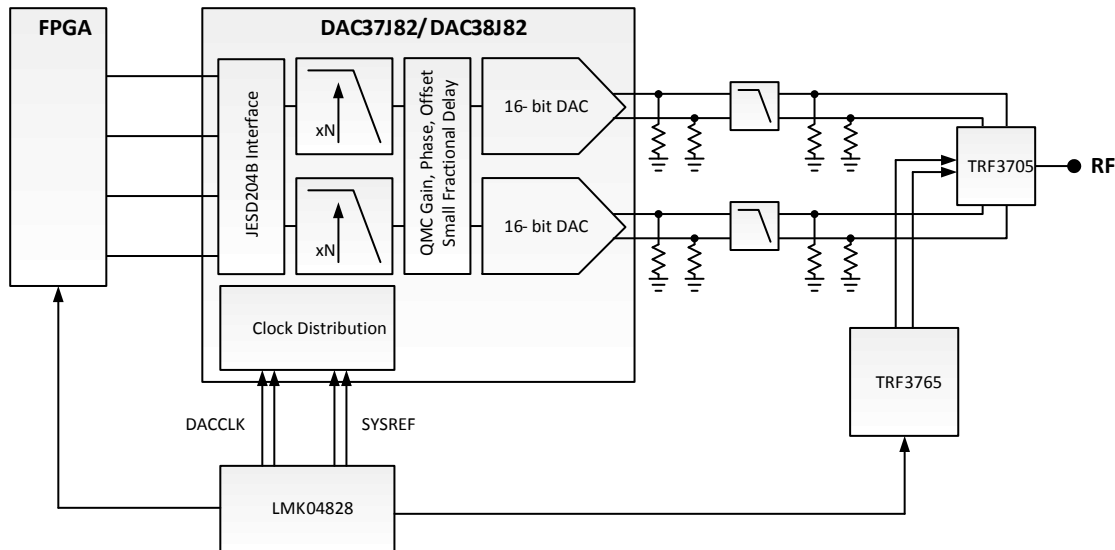 FPGA
DAC37J82/ DAC38J82
JESD204B Interface
xN
xN
QMC Gain, Phase, Offset
Small Fractional Delay
16- bit DAC
16- bit DAC
TRF3705
RF
Clock Distribution
TRF3765
DACCLK
SYSREF
LMK04828